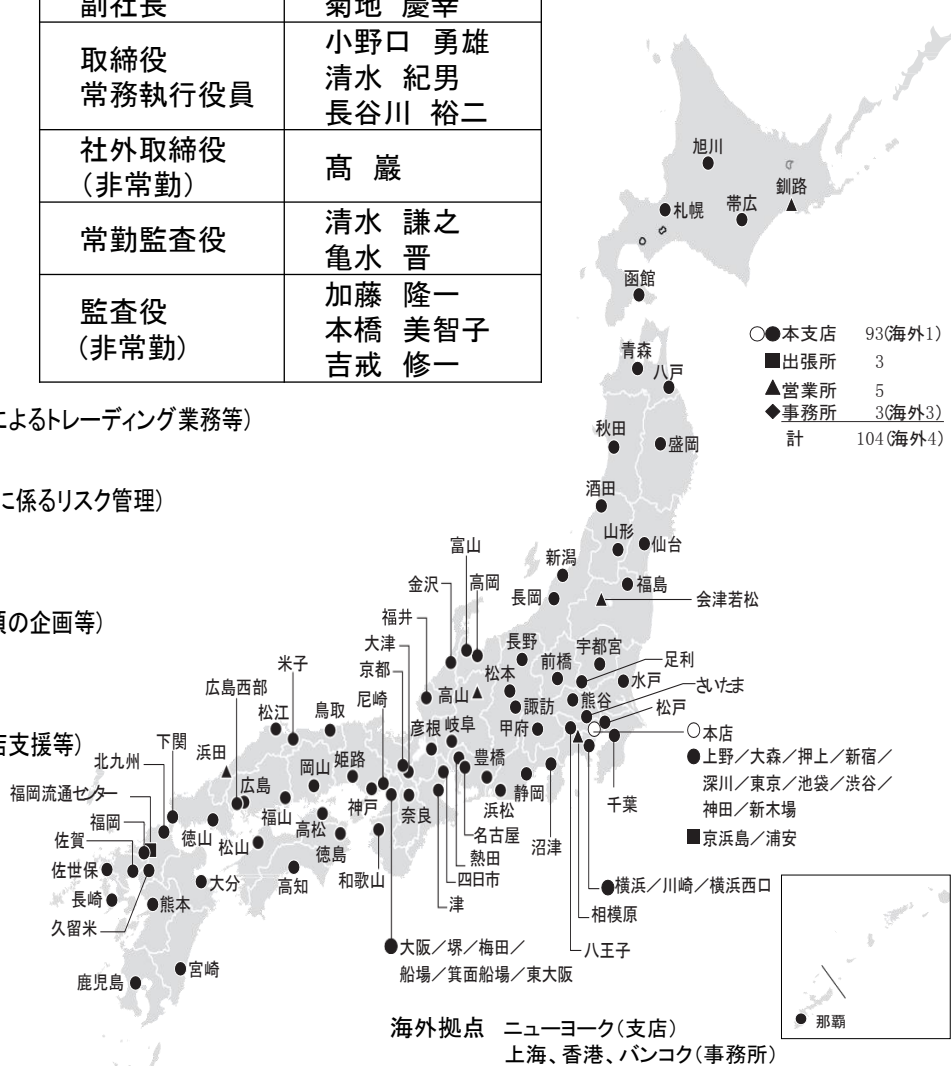 副社長 菊地 慶幸
取締役
常務執行役員
小野口 勇雄
清水 紀男
長谷川 裕二
社外取締役
(非常勤)
髙 巖
常勤監査役
清水 謙之
亀水 晋
監査役
(非常勤)
加藤 隆一
本橋 美智子
吉戒 修一
によるトレーディング業務等)
に係るリスク管理)
項の企画等)
店支援等)
○●本支店 93(海外1)
■出張所 3
▲営業所 5
◆事務所 3(海外3)
計 104(海外4)
旭川
釧路
札幌
帯広
函館
青森
八戸
秋田
盛岡
酒田
山形
仙台
新潟
福島
長岡
会津若松
富山
金沢
高岡
福井
大津
京都
尼崎
米子
広島西部
松江
鳥取
長野
前橋
宇都宮
足利
水戸
松本
高山
諏訪
熊谷
さいたま
松戸
甲府
彦根
岐阜
豊橋
静岡
浜松
沼津
千葉
○本店
●上野/大森/押上/新宿/
深川/東京/池袋/渋谷/
神田/新木場
■京浜島/浦安
●横浜/川崎/横浜西口
相模原
八王子
名古屋
熱田
四日市
津
奈良
神戸
姫路
岡山
福山
広島
高松
徳島
和歌山
松山
高知
徳山
浜田
下関
北九州
福岡流通センター
福岡
佐賀
佐世保
長崎
久留米
大分
熊本
鹿児島
宮崎
●大阪/堺/梅田/
船場/箕面船場/東大阪
那覇
海外拠点 ニューヨーク(支店)
上海、香港、バンコク(事務所)